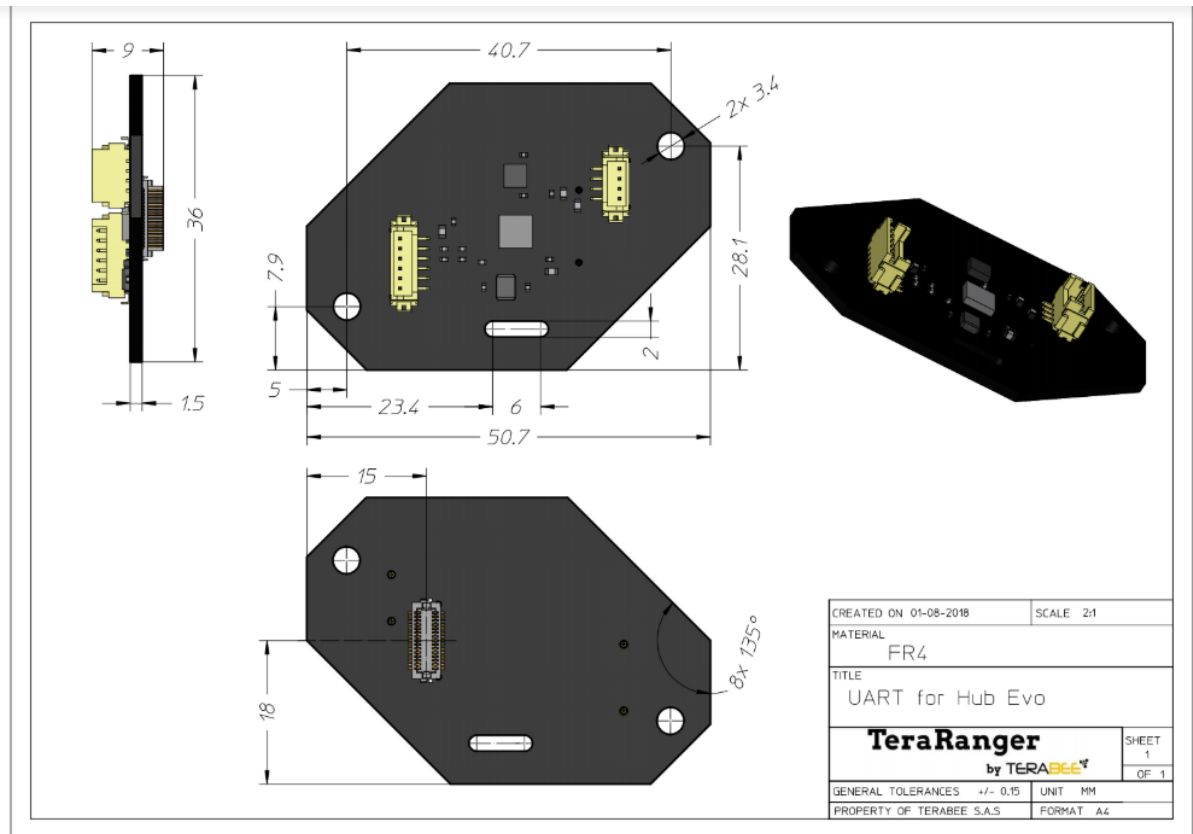 9
40.7
2x 3.4
36
7.9
28.1
2
5
1.5
23.4
6
50.7
15
18
8x 135°
CREATED ON 01-08-2018 SCALE 2:1
MATERIAL
FR4
TITLE
UART for Hub Evo
TeraRanger
by TERABEE
SHEET
1
OF 1
GENERAL TOLERANCES +/- 0.15 UNIT MM
PROPERTY OF TERABEE S.A.S FORMAT A4